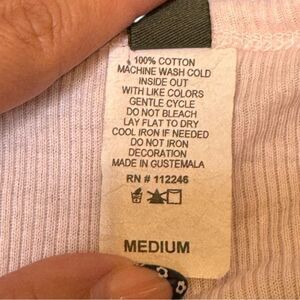 100% COTTON
MACHINE WASH COLD
INSIDE OUT
WITH LIKE COLORS
GENTLE CYCLE
DO NOT BLEACH
LAY FLAT TO DRY
COOL IRON IF NEEDED
DO NOT IRON
DECORATION
MADE IN GUSTEMALA
RN # 112246
MEDIUM